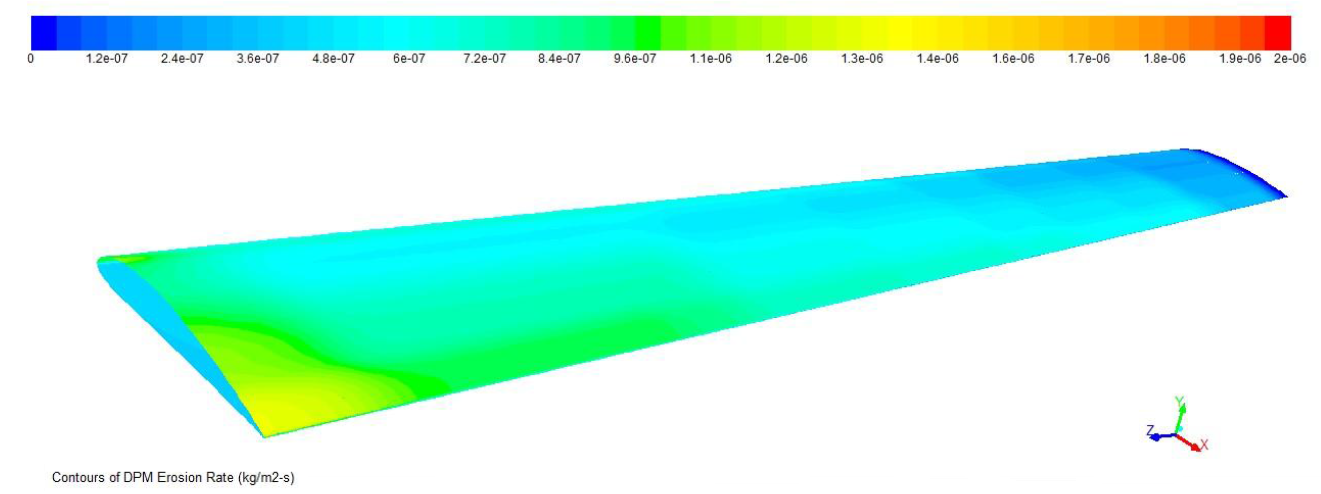 0 1.2e-07 2.4e-07 3.6e-07 4.8e-07 6e-07 7.2e-07 8.4e-07 9.6e-07 1.1e-06 1.2e-06 1.3e-06 1.4e-06 1.6e-06 1.7e-06 1.8e-06 1.9e-06 2e-06
Y
Z
X
Contours of DPM Erosion Rate (kg/m2-s)